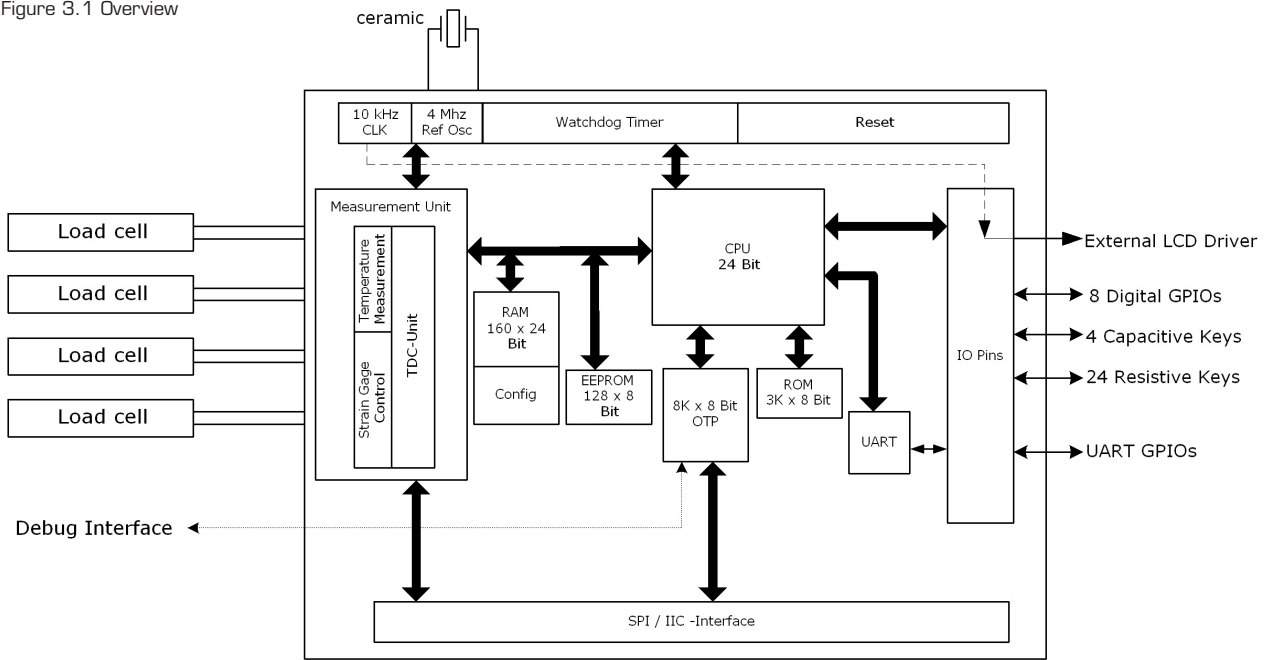 Figure 3.1 Overview
ceramic
10 kHz
CLK
4 Mhz
Ref Osc
Watchdog Timer
Reset
Load cell
Load cell
Load cell
Load cell
Measurement Unit
Temperature
Measurement
Strain Gage
Control
TDC-Unit
RAM
160 x 24
Bit
Config
EEPROM
128 x 8
Bit
CPU
24 Bit
8K x 8 Bit
OTP
ROM
3K x 8 Bit
UART
IO Pins
External LCD Driver
8 Digital GPIOs
4 Capacitive Keys
24 Resistive Keys
UART GPIOs
Debug Interface
SPI / IIC -Interface